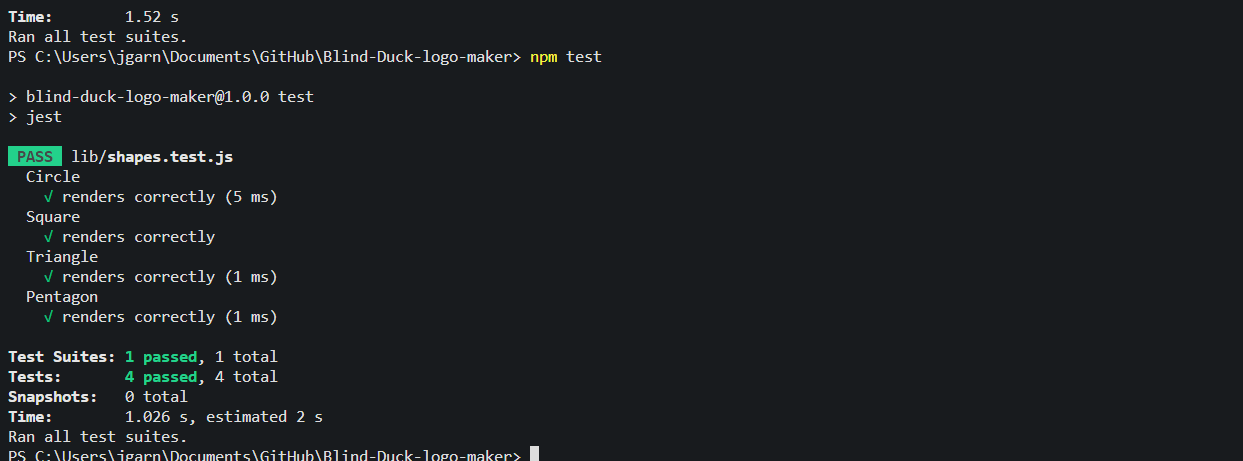 Time:        1.52 s
Ran all test suites.
PS C:\Users\jgarn\Documents\GitHub\Blind-Duck-logo-maker> npm test
> blind-duck-logo-maker@1.0.0 test
> jest
PASS lib/shapes.test.js
Circle
√ renders correctly (5 ms)
Square
√ renders correctly
Triangle
√ renders correctly (1 ms)
Pentagon
√ renders correctly (1 ms)
Test Suites: 1 passed, 1 total
Tests:       4 passed, 4 total
Snapshots:   0 total
Time:        1.026 s, estimated 2 s
Ran all test suites.
PS C:\Users\jgarn\Documents\GitHub\Blind-Duck-logo-maker>